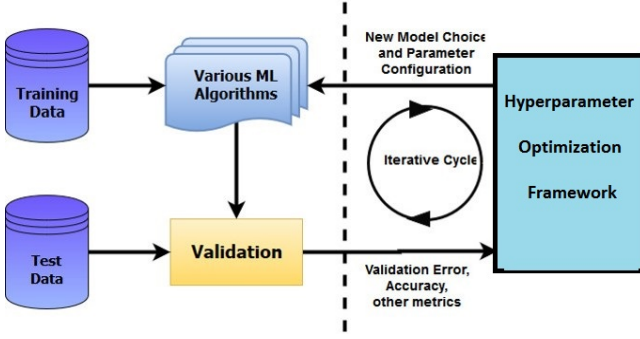 Training
Data
Various ML
Algorithms
New Model Choice
and Parameter
Configuration
Hyperparameter
Optimization
Framework
Iterative Cycle
Test
Data
Validation
Validation Error,
Accuracy,
other metrics